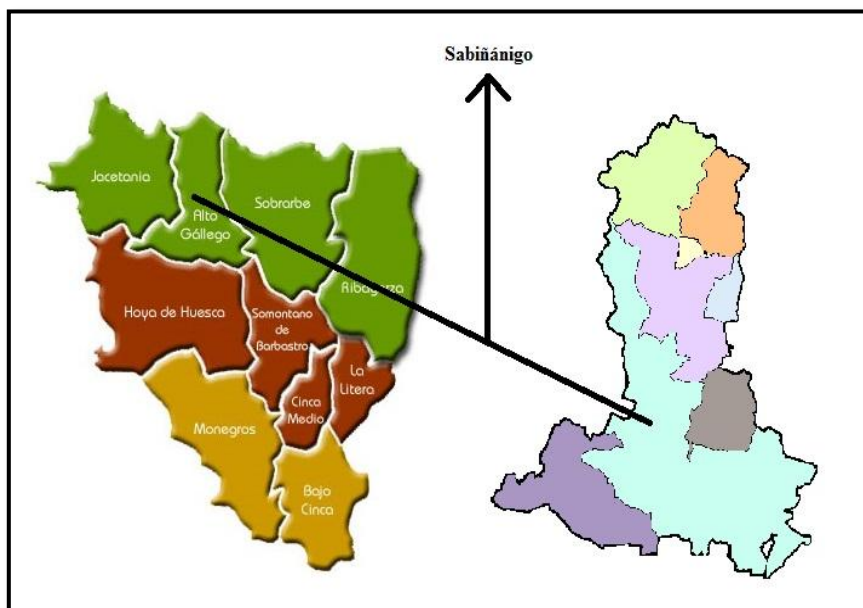 Sabiñánigo
Jacetania
Alto
Gállego
Sobrarbe
Ribagorza
Hoya de Huesca
Somontano
de
Barbastro
La
Litera
Cinca
Medio
Monegros
Bajo
Cinca